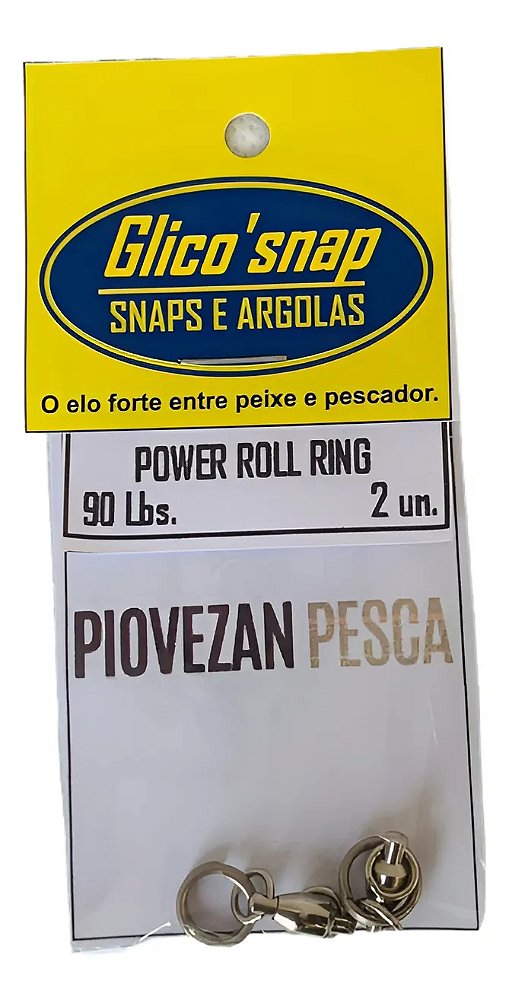 Glico'snap
SNAPS E ARGOLAS
O elo forte entre peixe e pescador.
POWER ROLL RING
90 Lbs. 2 un.
PIOVEZAN PESCA